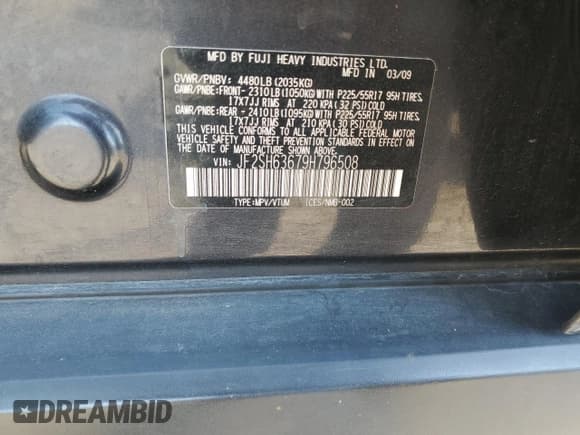 MFD BY FUJI HEAVY INDUSTRIES LTD.
GVWR/PNBV: 4480LB(2035KG) IN 03/09
GAWR/PNBE:FRONT-2310LB(1050KG) WITH P225/55R17 95H TIRES,
17X7JJ RIMS AT 220 KPA(32 PSI)COLD
GAWR/PNBE:REAR -2410LB(1095KG) WITH P225/55R17 95H TIRES,
17X7JJ RIMS AT 210 KPA(30 PSI)COLD
THIS VEHICLE CONFORMS TO ALL APPLICABLE FEDERAL MOTOR
VEHICLE SAFETY AND THEFT PREVENTION STANDARDS IN EFFECT ON
THE DATE OF MANUFACTURE SHOWN ABOVE.
VIN: JF2SH63679H796508
TYPE:MPV/VTUM ICES/NMB-002
DREAMBID